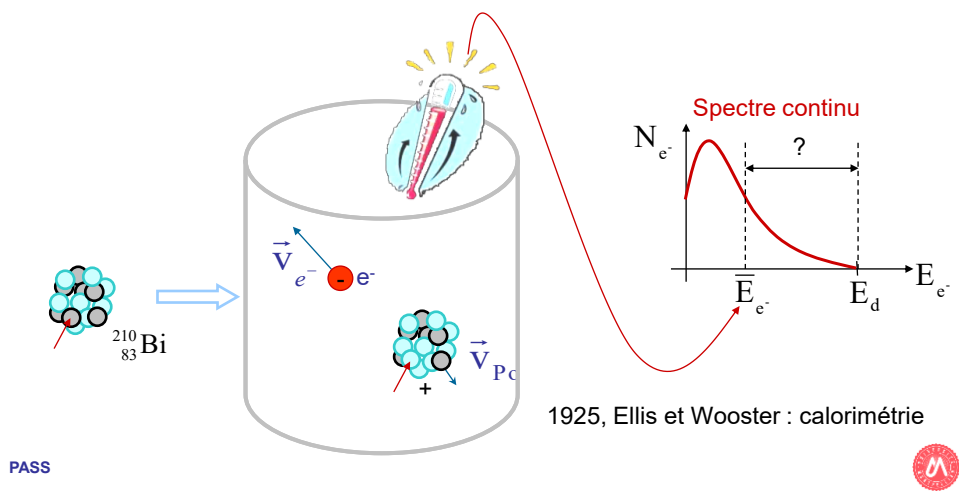 Spectre continu
N e-
?
v e-
- e-
E e-
E d
E e-
210
83 Bi
v Po
+
1925, Ellis et Wooster : calorimétrie
PASS